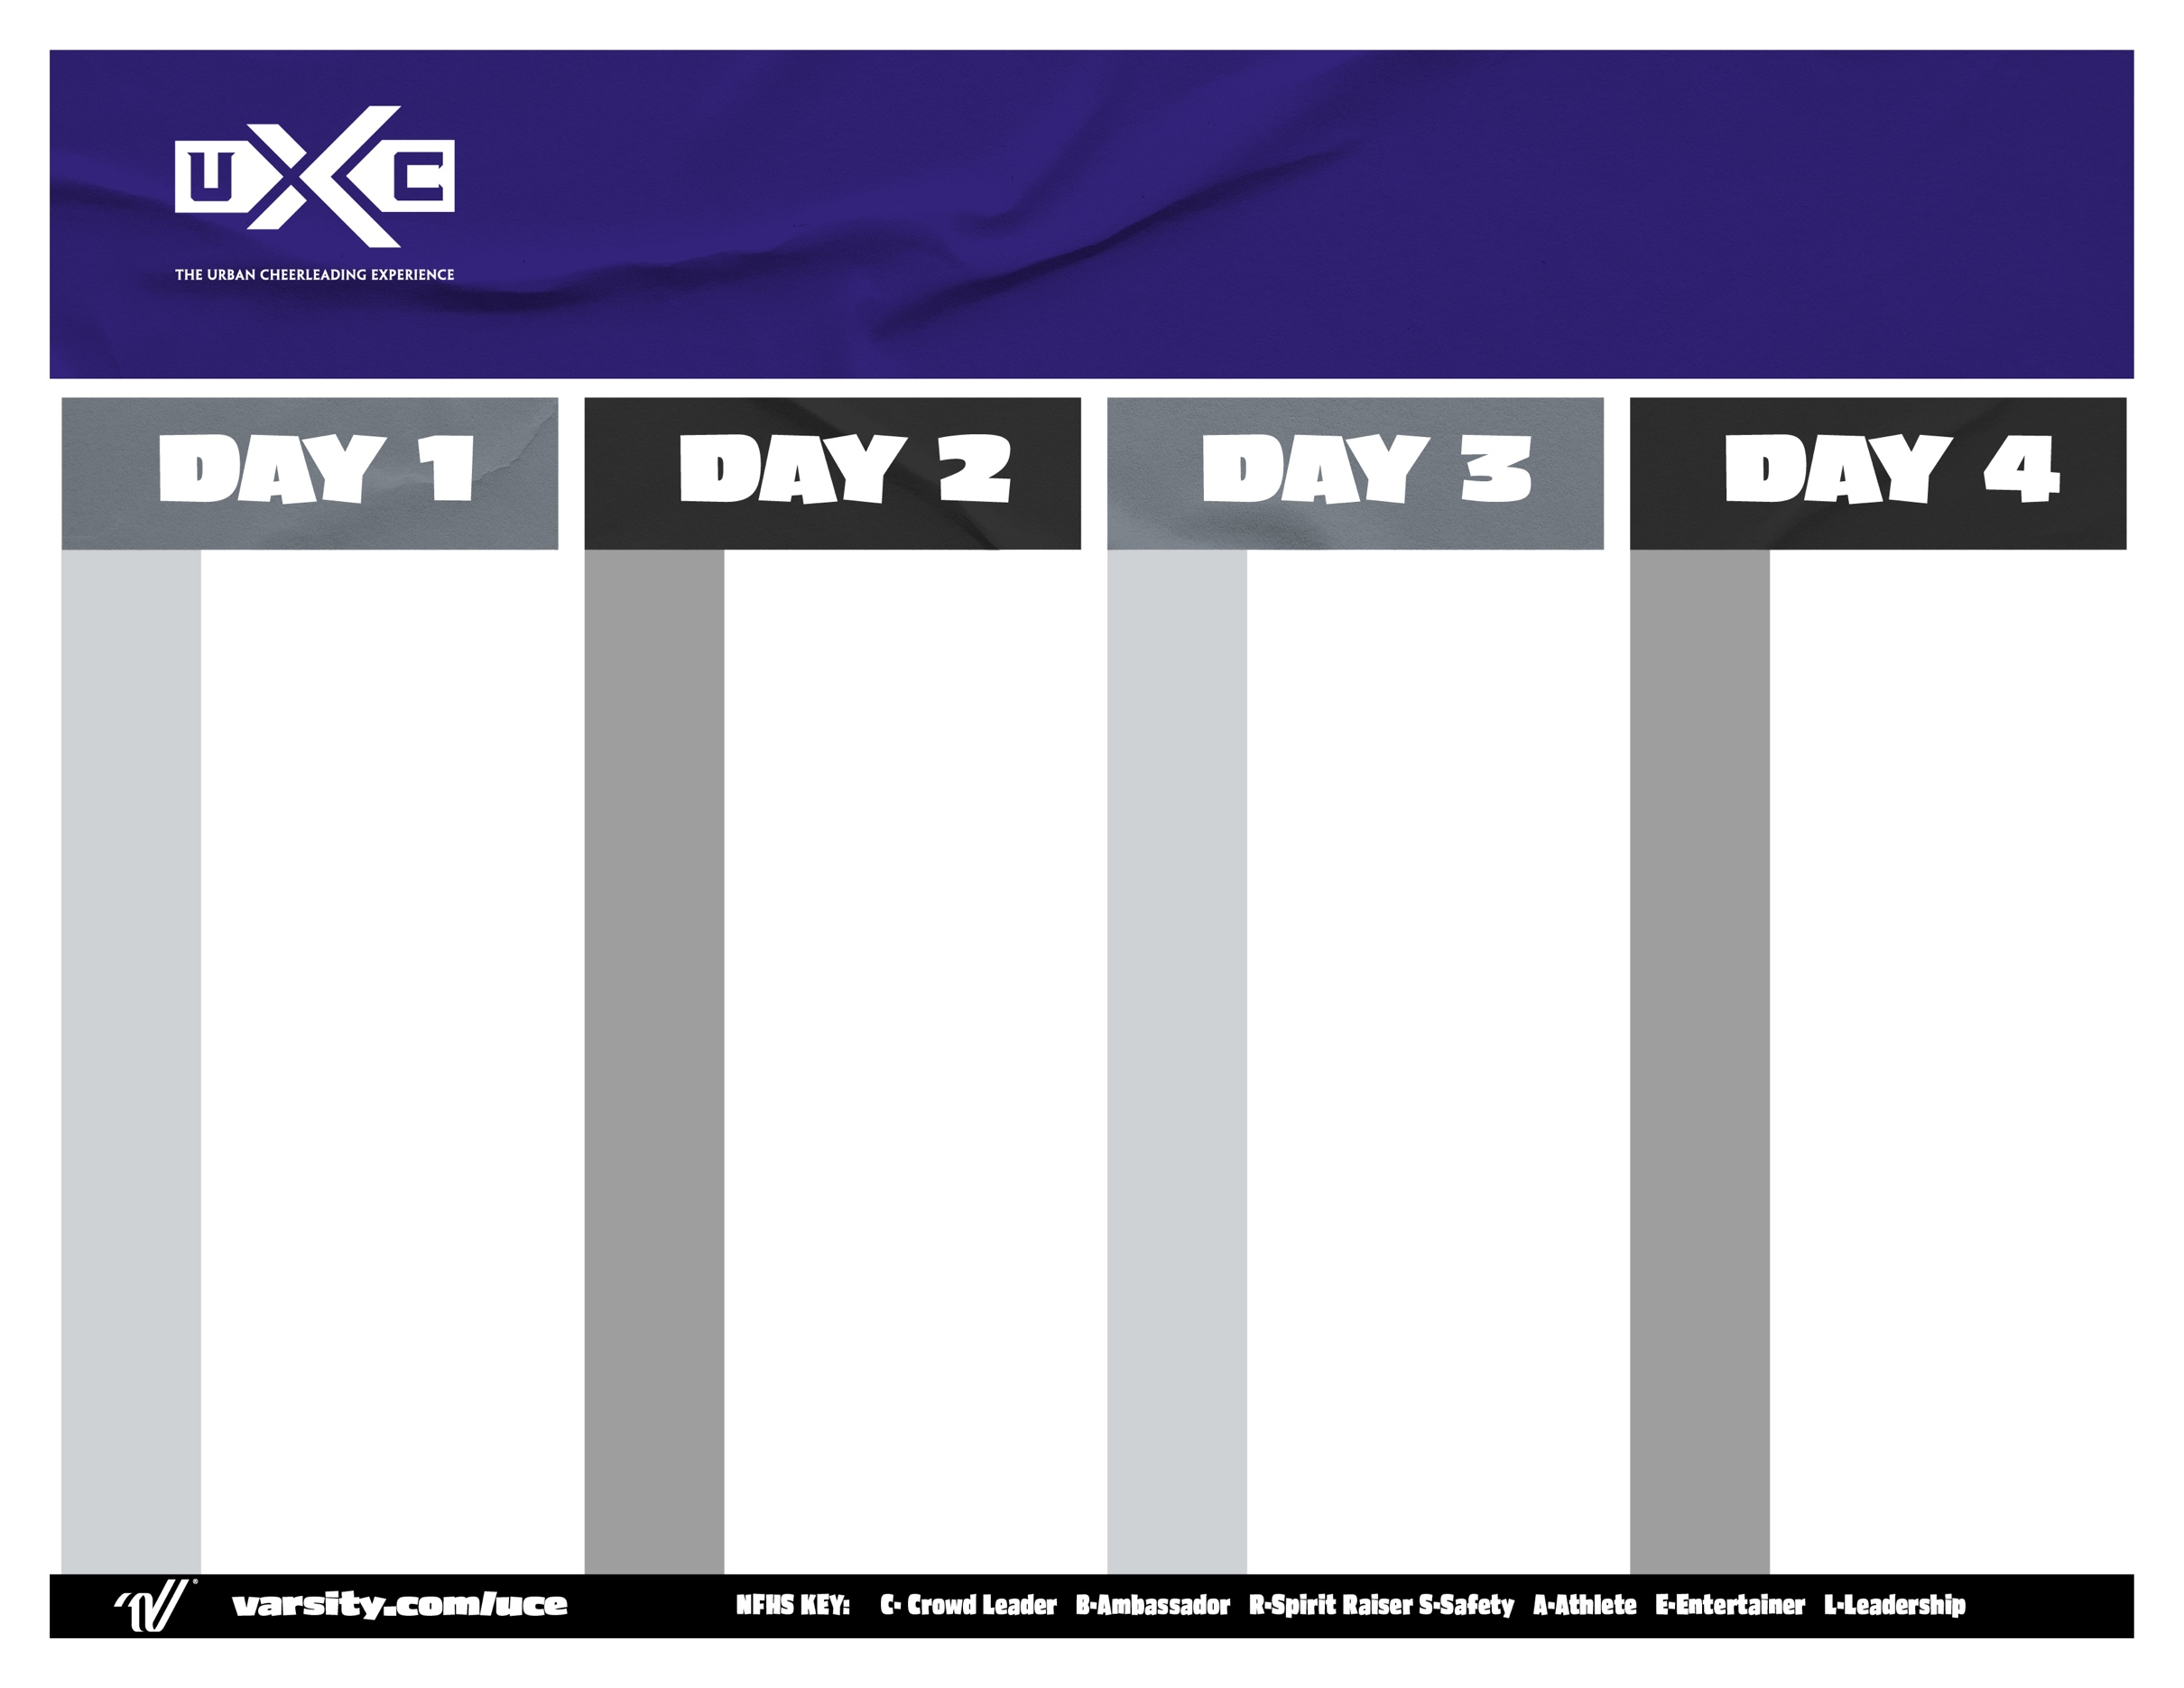 UXC
THE URBAN CHEERLEADING EXPERIENCE
DAY 1
DAY 2
DAY 3
DAY 4
varsity.com/uce
NFHS KEY: C- Crowd Leader B-Ambassador R-Spirit Raiser S-Safety A-Athlete E-Entertainer L-Leadership